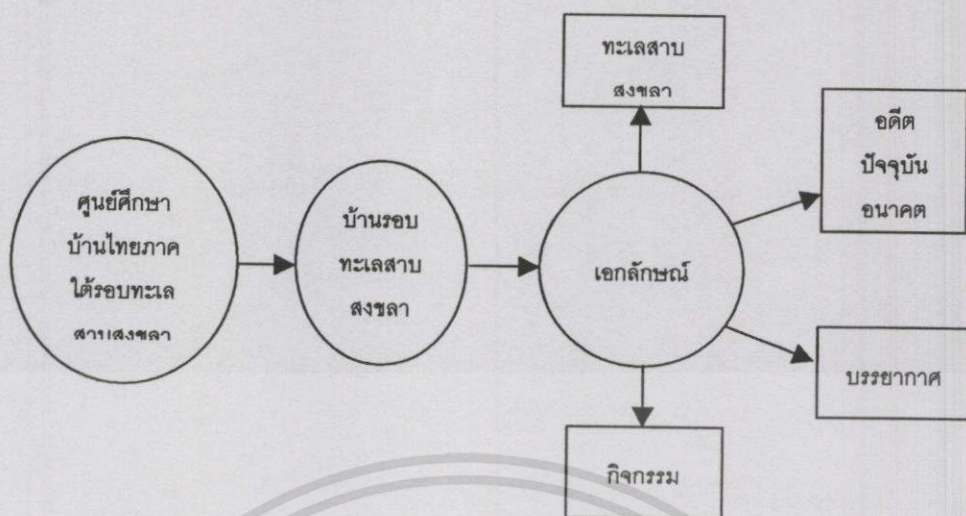 ศูนย์ศึกษา
บ้านไทยภาค
ใต้รอบทะเล
สาบสงขลา
บ้านรอบ
ทะเลสาบ
สงขลา
เอกลักษณ์
ทะเลสาบ
สงขลา
อดีต
ปัจจุบัน
อนาคต
บรรยากาศ
กิจกรรม